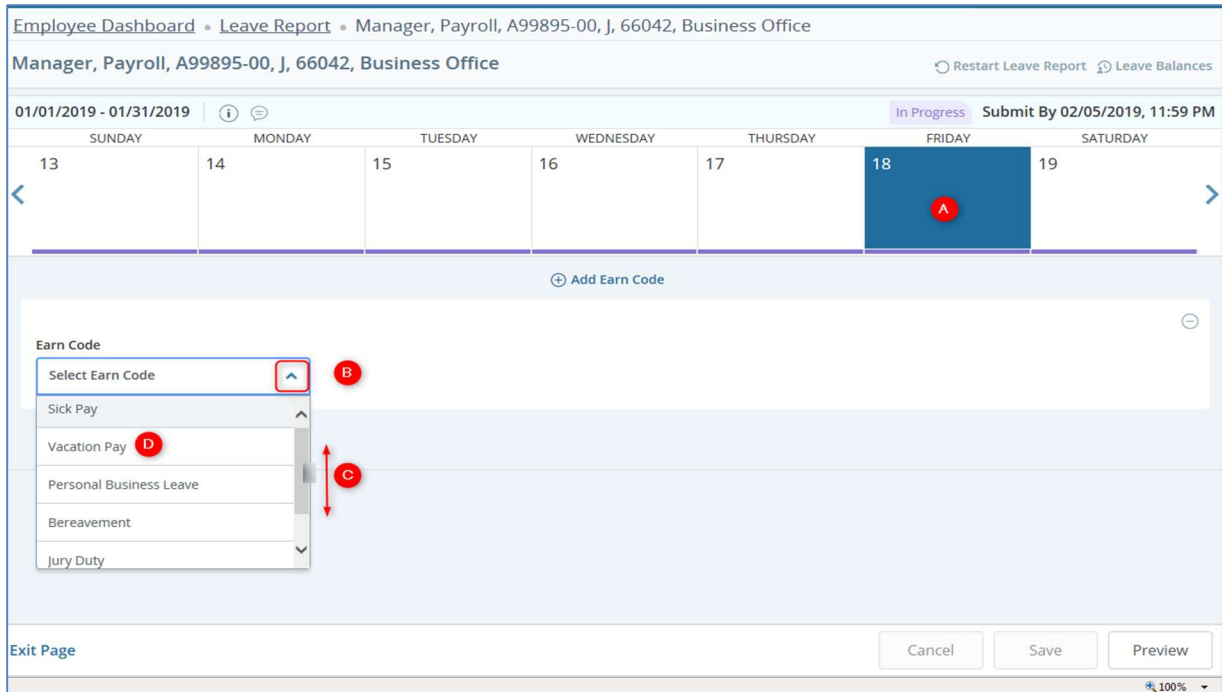 Employee Dashboard • Leave Report • Manager, Payroll, A99895-00, J, 66042, Business Office
Manager, Payroll, A99895-00, J, 66042, Business Office
Restart Leave Report Leave Balances
01/01/2019 - 01/31/2019 In Progress Submit By 02/05/2019, 11:59 PM
SUNDAY MONDAY TUESDAY WEDNESDAY THURSDAY FRIDAY SATURDAY
13 14 15 16 17 18 19
A
Add Earn Code
Earn Code
Select Earn Code B
Sick Pay
Vacation Pay D
C
Personal Business Leave
Bereavement
Jury Duty
Exit Page Cancel Save Preview
100%